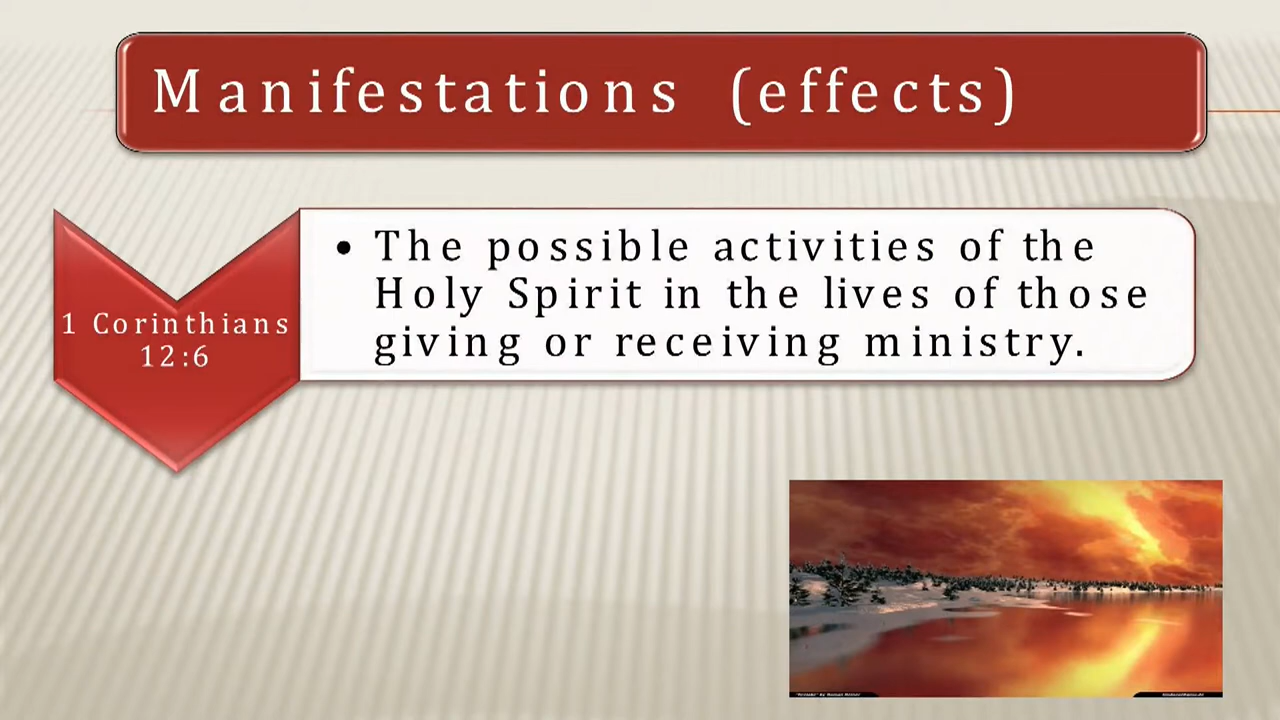 Manifestations (effects)
1 Corinthians
12:6
• The possible activities of the
Holy Spirit in the lives of those
giving or receiving ministry.